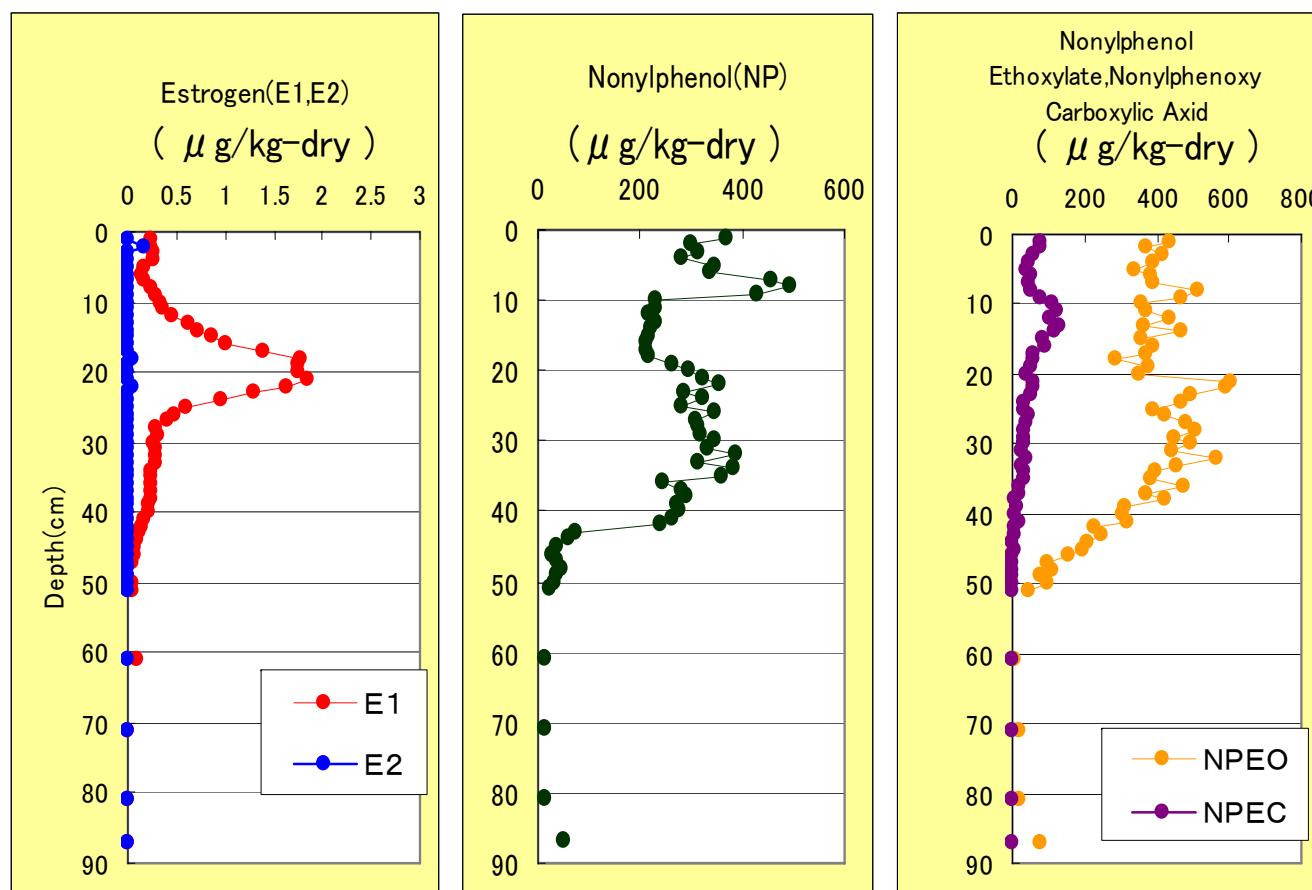 Estrogen(E1,E2)
( μg/kg-dry )
0 0.5 1 1.5 2 2.5 3
0
10
20
30
40
50
60
70
80
90
Depth(cm)
E1
E2
Nonylphenol(NP)
(μg/kg-dry )
0 200 400 600
0
10
20
30
40
50
60
70
80
90
Nonylphenol
Ethoxylate,Nonylphenoxy
Carboxylic Axid
( μg/kg-dry )
0 200 400 600 800
0
10
20
30
40
50
60
70
80
90
NPEO
NPEC